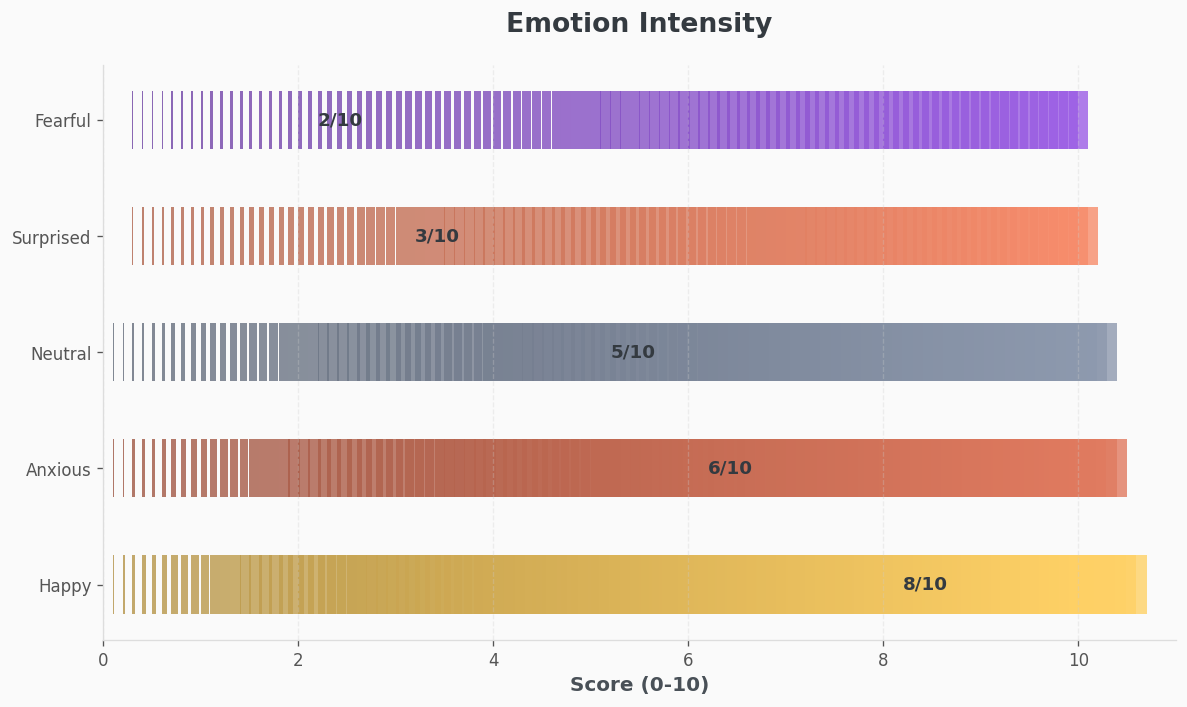 Emotion Intensity
Fearful
2/10
Surprised
3/10
Neutral
5/10
Anxious
6/10
Happy
8/10
0 2 4 6 8 10
Score (0-10)